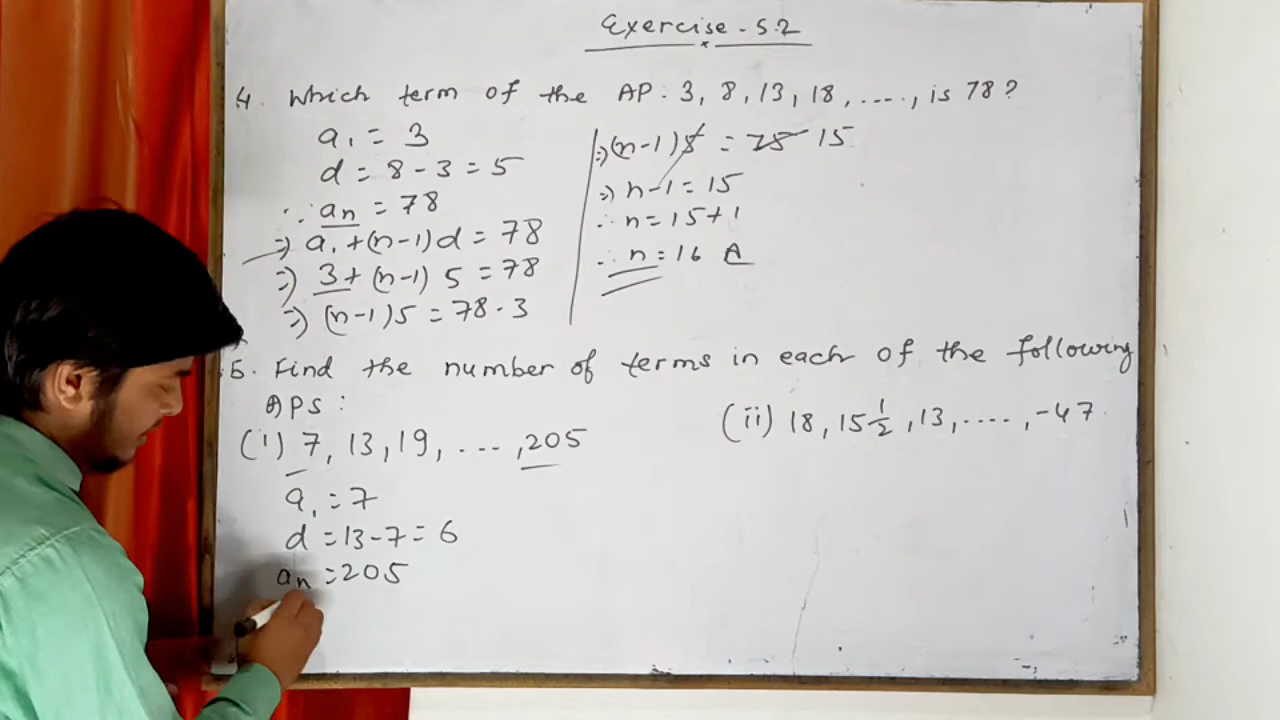 Exercise - 5.2
4. Which term of the AP: 3, 8, 13, 18, ...., is 78?
a₁ = 3
d = 8 - 3 = 5
∵ an = 78
⇒ a₁ + (n-1) d = 78
⇒ 3 + (n-1) 5 = 78
⇒ (n-1) 5 = 78 - 3
⇒ (n-1) 5 = 75 15
⇒ n-1 = 15
∴ n = 15 + 1
∴ n = 16 A
5. Find the number of terms in each of the following
APS:
(i) 7, 13, 19, ...., 205
a₁ = 7
d = 13 - 7 = 6
an = 205
(ii) 18, 15 1/2, 13, ....., -47.